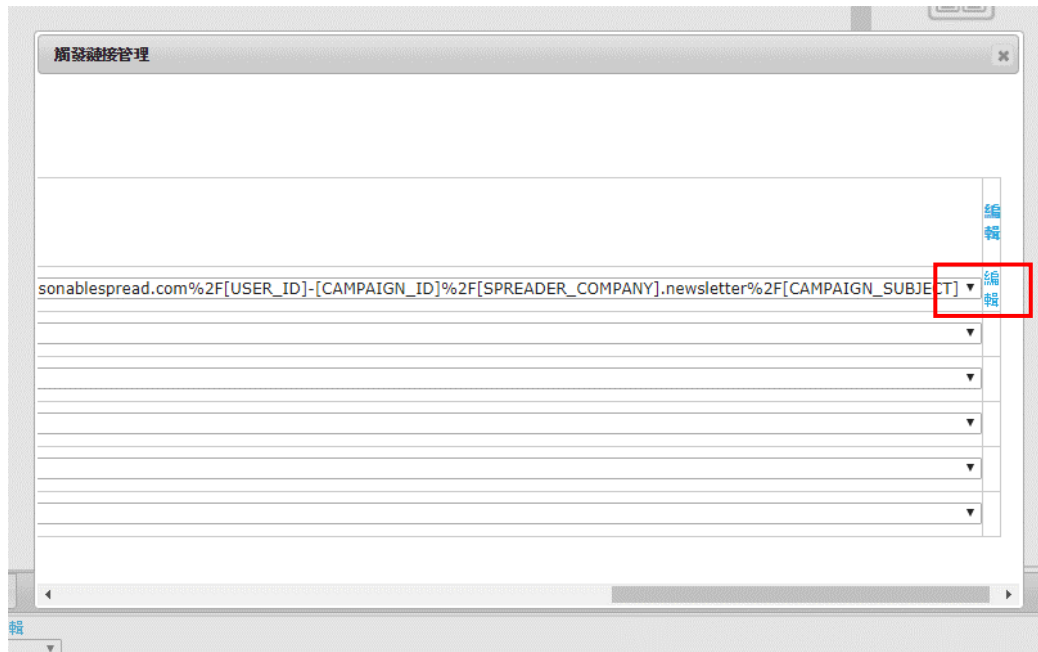 觸發鏈接管理
編
輯
sonablespread.com%2F[USER_ID]-[CAMPAIGN_ID]%2F[SPREADER_COMPANY].newsletter%2F[CAMPAIGN_SUBJECT]
編
輯
輯